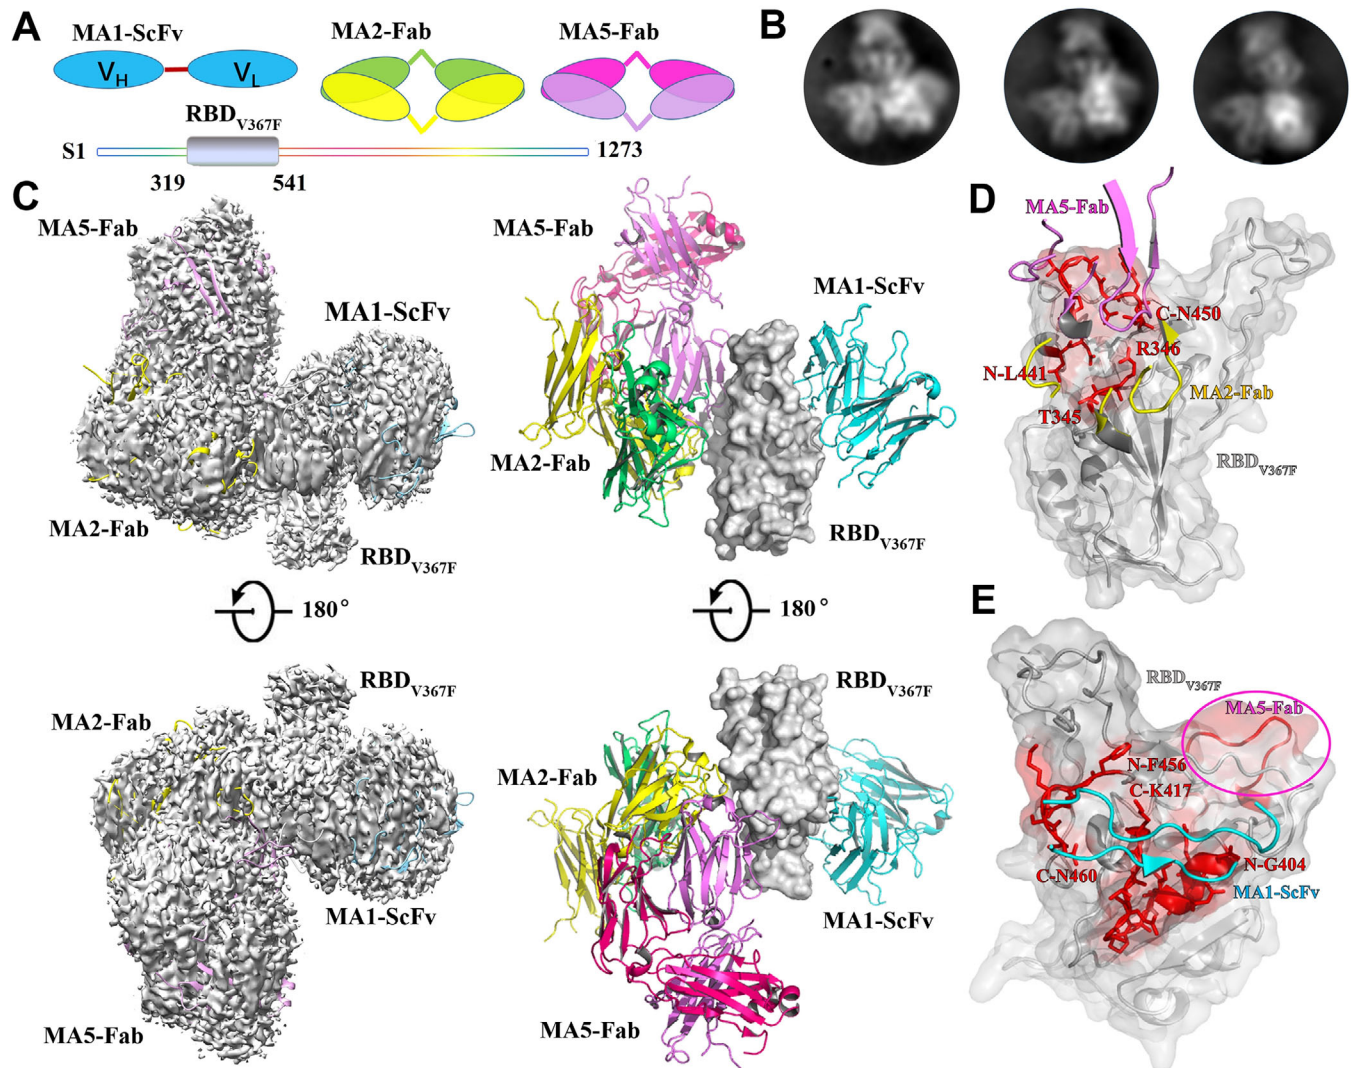 A
MA1-ScFv
VH
VL
MA2-Fab
MA5-Fab
RBDV367F
S1
1273
319
541
B
C
MA5-Fab
MA1-ScFv
MA2-Fab
RBDV367F
180°
MA2-Fab
RBDV367F
MA1-ScFv
MA5-Fab
MA5-Fab
MA1-ScFv
MA2-Fab
RBDV367F
180°
RBDV367F
MA2-Fab
MA1-ScFv
MA5-Fab
D
MA5-Fab
C-N450
R346
N-L441
MA2-Fab
T345
RBDV367F
E
RBDV367F
MA5-Fab
N-F456
C-K417
C-N460
N-G404
MA1-ScFv